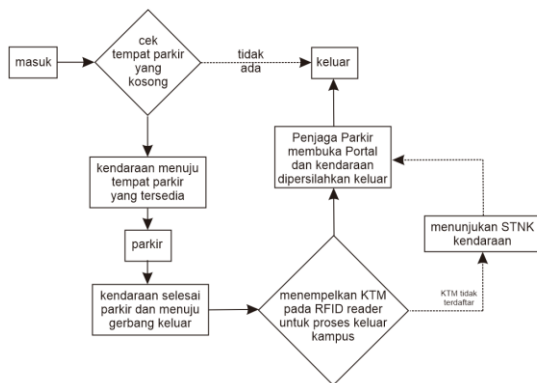 masuk
cek
tempat parkir
yang
kosong
tidak
ada
keluar
kendaraan menuju
tempat parkir
yang tersedia
parkir
kendaraan selesai
parkir dan menuju
gerbang keluar
menempelkan KTM
pada RFID reader
untuk proses keluar
kampus
KTM tidak
terdaftar
menunjukan STNK
kendaraan
Penjaga Parkir
membuka Portal
dan kendaraan
dipersilahkan keluar